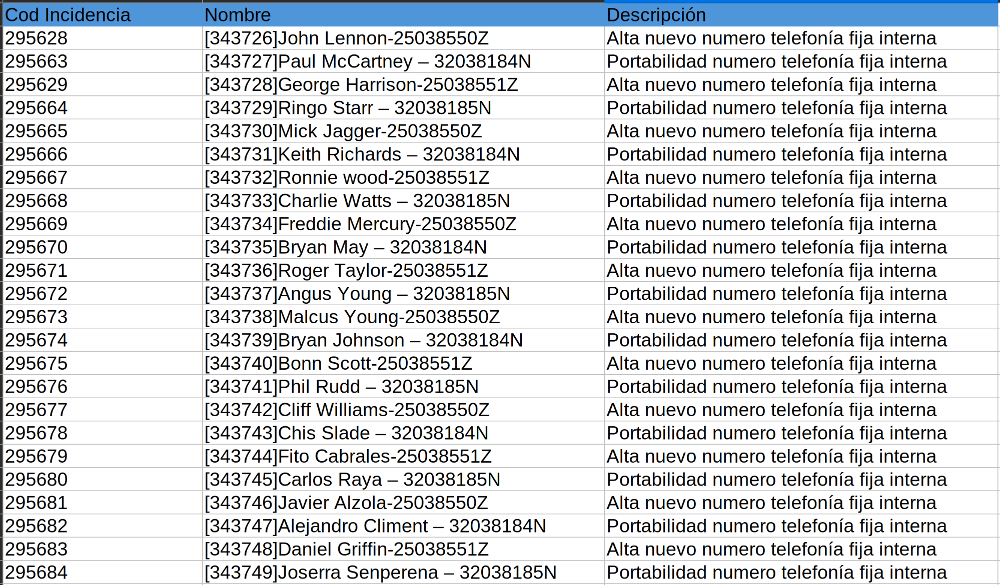 Cod Incidencia Nombre Descripción
295628 [343726]John Lennon-25038550Z Alta nuevo numero telefonía fija interna
295663 [343727]Paul McCartney – 32038184N Portabilidad numero telefonía fija interna
295629 [343728]George Harrison-25038551Z Alta nuevo numero telefonía fija interna
295664 [343729]Ringo Starr – 32038185N Portabilidad numero telefonía fija interna
295665 [343730]Mick Jagger-25038550Z Alta nuevo numero telefonía fija interna
295666 [343731]Keith Richards – 32038184N Portabilidad numero telefonía fija interna
295667 [343732]Ronnie wood-25038551Z Alta nuevo numero telefonía fija interna
295668 [343733]Charlie Watts – 32038185N Portabilidad numero telefonía fija interna
295669 [343734]Freddie Mercury-25038550Z Alta nuevo numero telefonía fija interna
295670 [343735]Bryan May – 32038184N Portabilidad numero telefonía fija interna
295671 [343736]Roger Taylor-25038551Z Alta nuevo numero telefonía fija interna
295672 [343737]Angus Young – 32038185N Portabilidad numero telefonía fija interna
295673 [343738]Malcus Young-25038550Z Alta nuevo numero telefonía fija interna
295674 [343739]Bryan Johnson – 32038184N Portabilidad numero telefonía fija interna
295675 [343740]Bonn Scott-25038551Z Alta nuevo numero telefonía fija interna
295676 [343741]Phil Rudd – 32038185N Portabilidad numero telefonía fija interna
295677 [343742]Cliff Williams-25038550Z Alta nuevo numero telefonía fija interna
295678 [343743]Chis Slade – 32038184N Portabilidad numero telefonía fija interna
295679 [343744]Fito Cabrales-25038551Z Alta nuevo numero telefonía fija interna
295680 [343745]Carlos Raya – 32038185N Portabilidad numero telefonía fija interna
295681 [343746]Javier Alzola-25038550Z Alta nuevo numero telefonía fija interna
295682 [343747]Alejandro Climent – 32038184N Portabilidad numero telefonía fija interna
295683 [343748]Daniel Griffin-25038551Z Alta nuevo numero telefonía fija interna
295684 [343749]Joserra Senperena – 32038185N Portabilidad numero telefonía fija interna